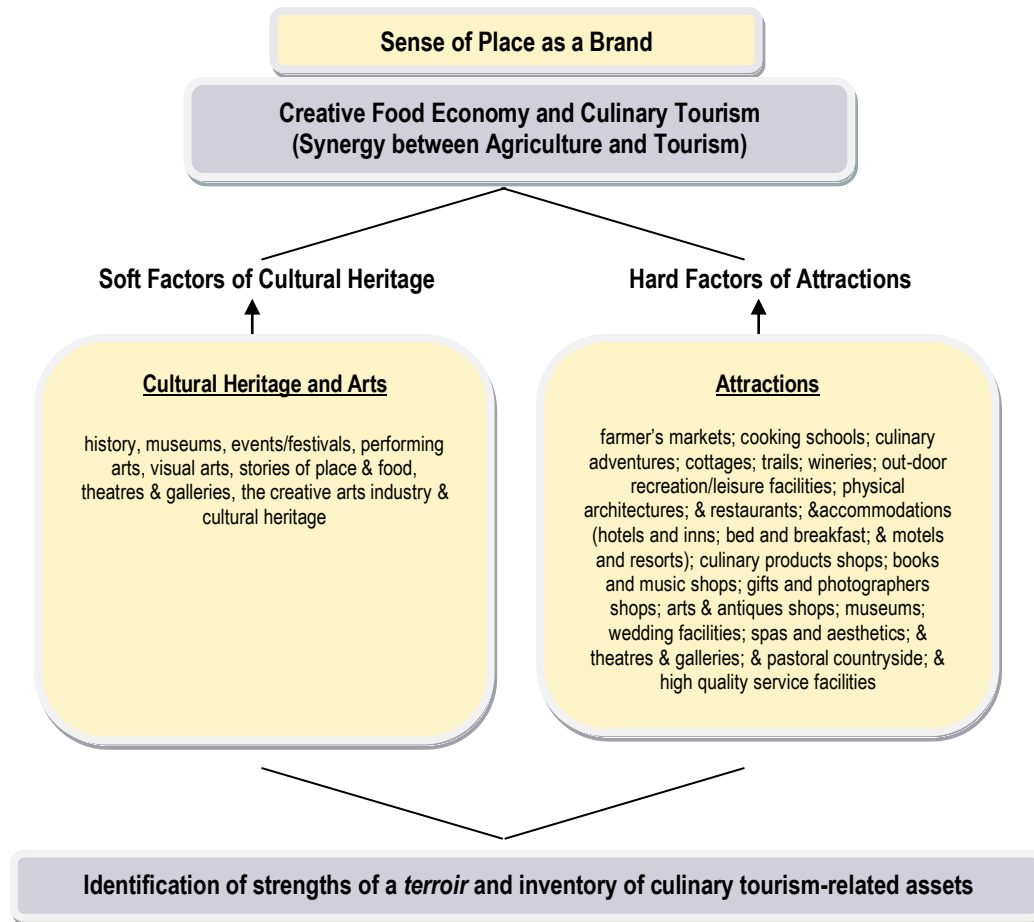 Sense of Place as a Brand
Creative Food Economy and Culinary Tourism
(Synergy between Agriculture and Tourism)
Soft Factors of Cultural Heritage
Hard Factors of Attractions
Cultural Heritage and Arts
history, museums, events/festivals, performing
arts, visual arts, stories of place & food,
theatres & galleries, the creative arts industry &
cultural heritage
Attractions
farmer's markets; cooking schools; culinary
adventures; cottages; trails; wineries; out-door
recreation/leisure facilities; physical
architectures; & restaurants; &accommodations
(hotels and inns; bed and breakfast; & motels
and resorts); culinary products shops; books
and music shops; gifts and photographers
shops; arts & antiques shops; museums;
wedding facilities; spas and aesthetics; &
theatres & galleries; & pastoral countryside; &
high quality service facilities
Identification of strengths of a terroir and inventory of culinary tourism-related assets